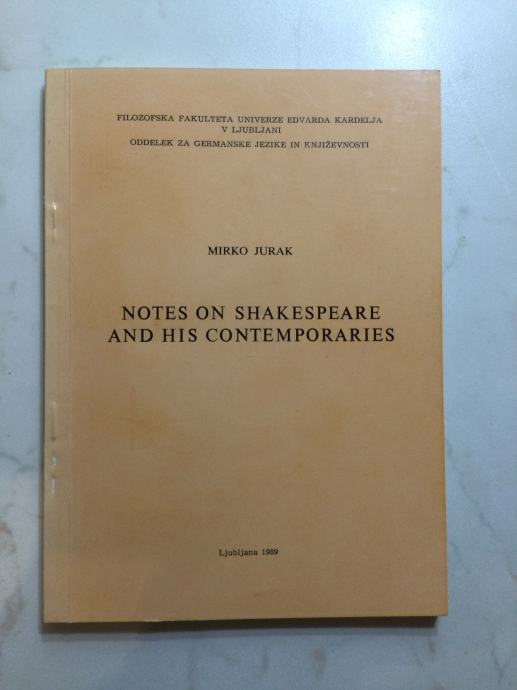 FILOZOFSKA FAKULTETA UNIVERZE EDVARDA KARDELJA
V LJUBLJANI
ODDELEK ZA GERMANSKE JEZIKE IN KNJIŽEVNOSTI
MIRKO JURAK
NOTES ON SHAKESPEARE
AND HIS CONTEMPORARIES
Ljubljana 1989